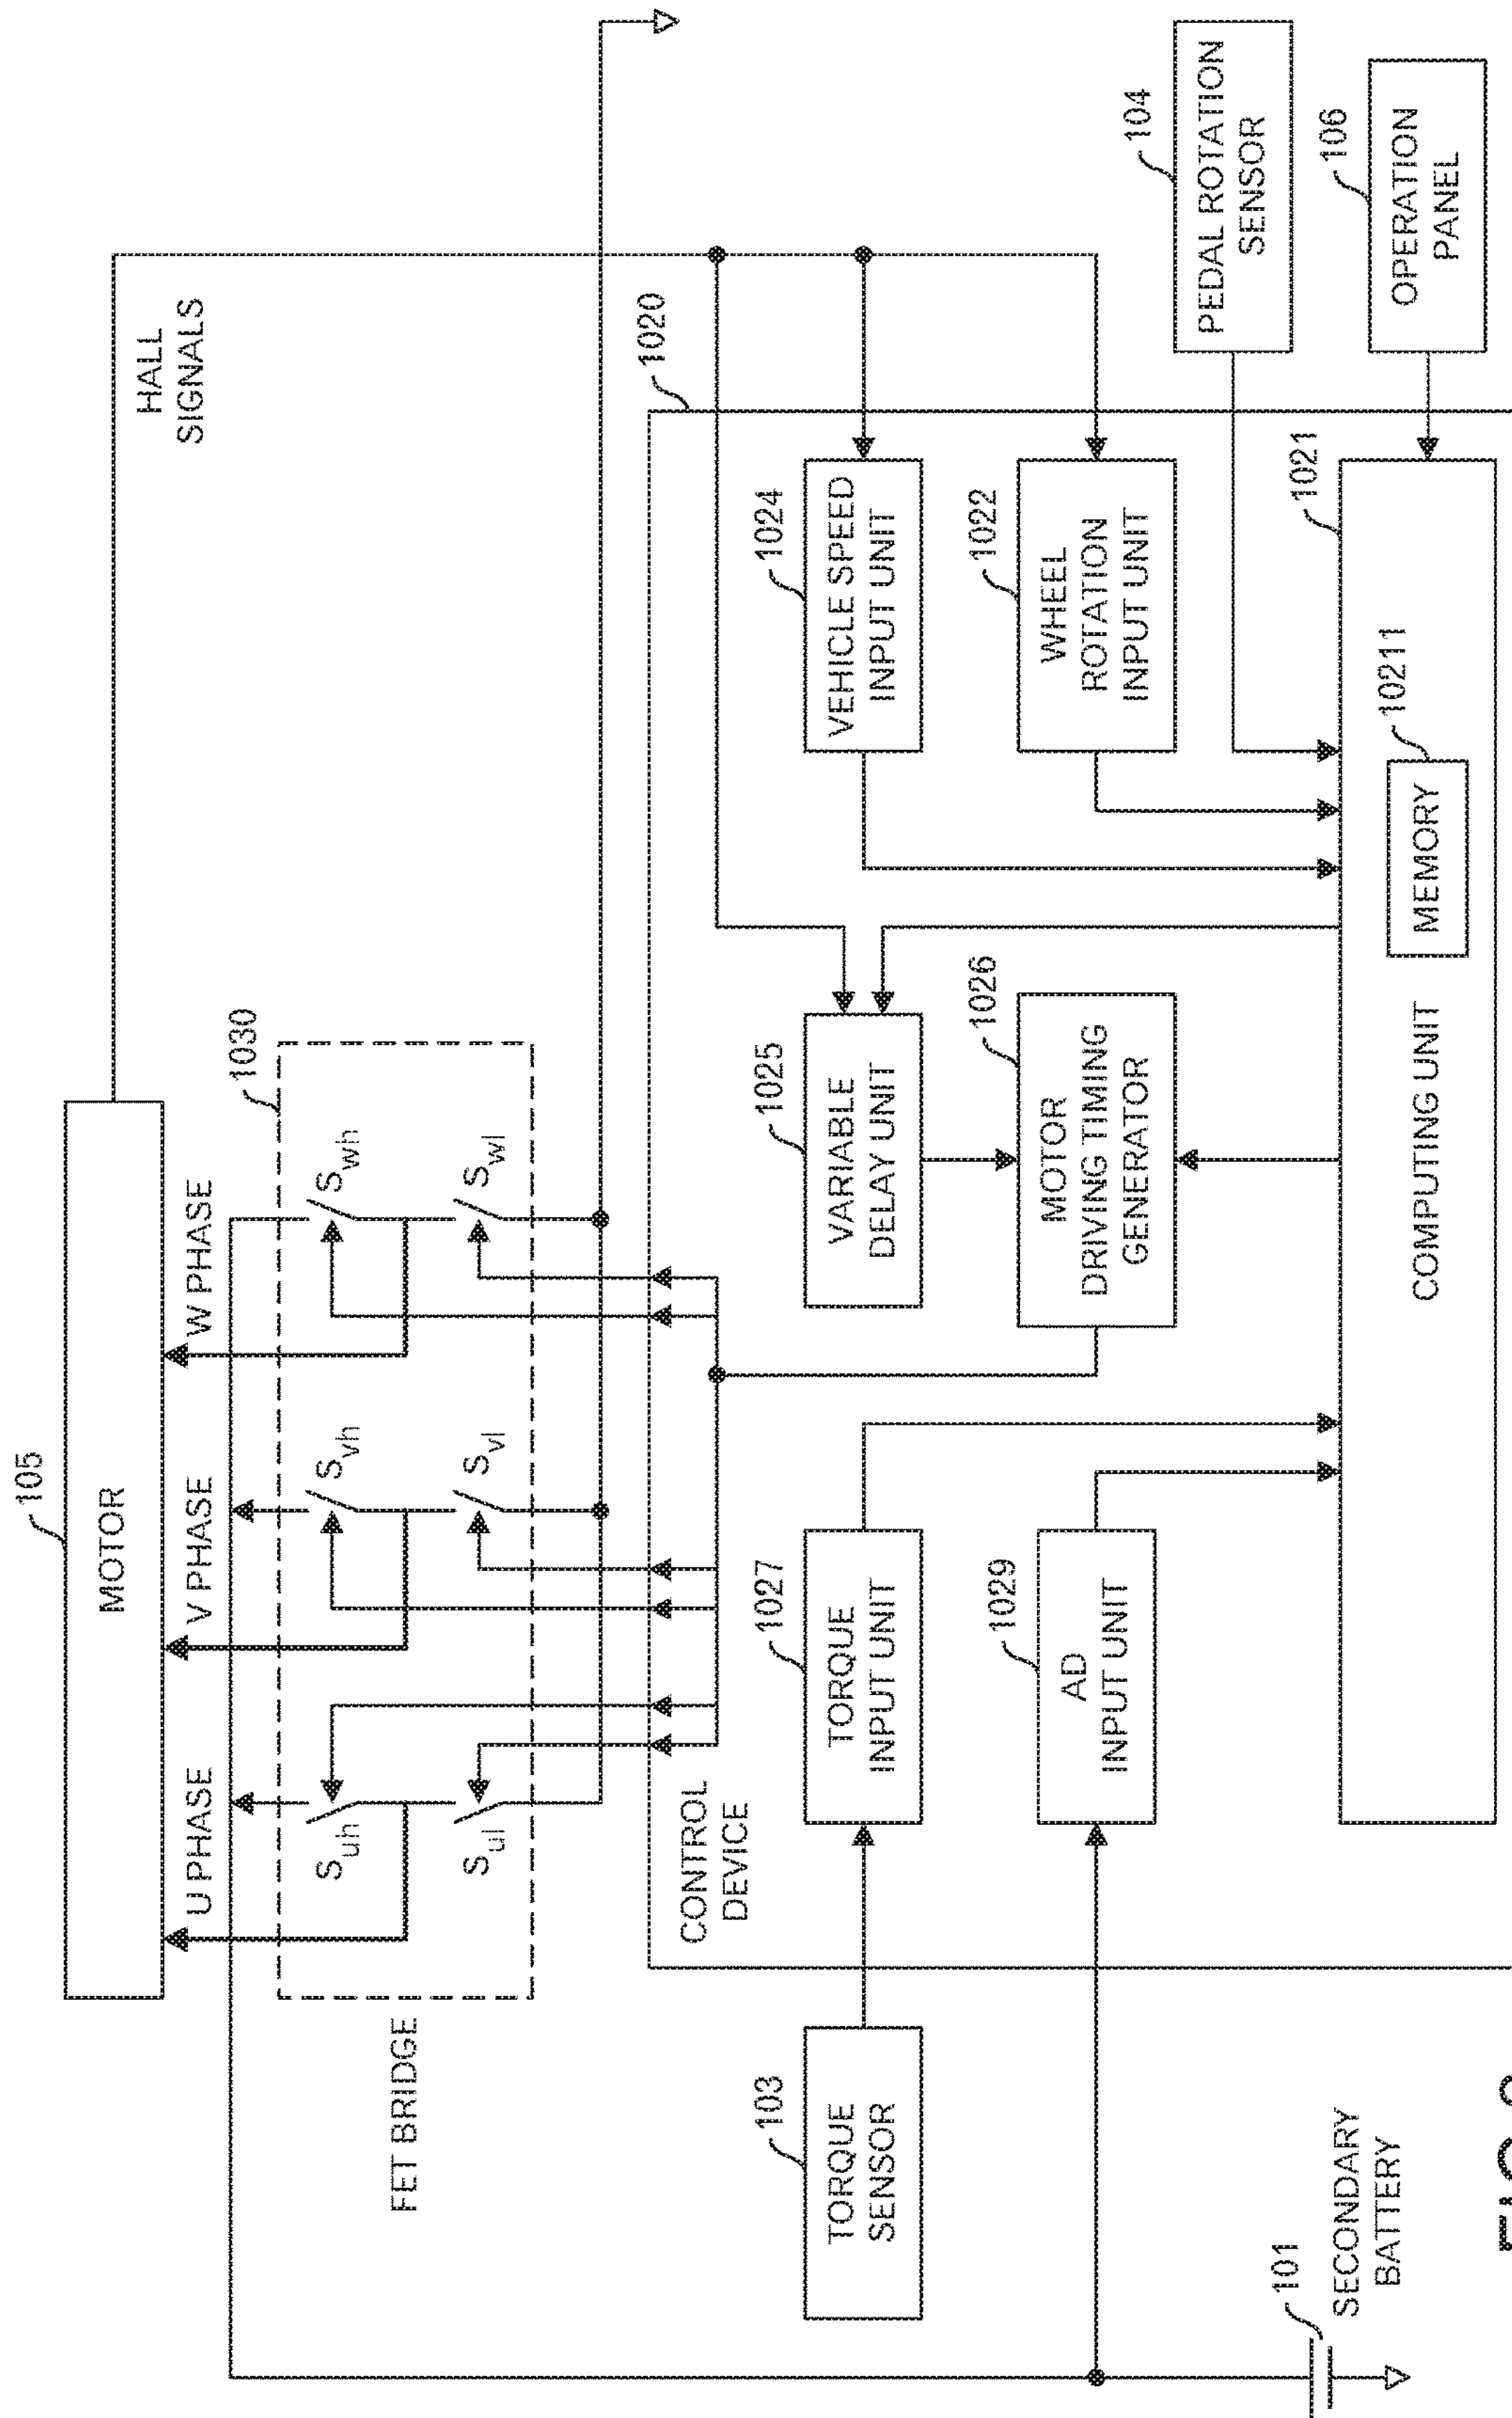 105
MOTOR
HALL
SIGNALS
U PHASE
V PHASE
W PHASE
1030
S_uh
S_vh
S_wh
S_ul
S_vl
S_wl
FET BRIDGE
CONTROL
DEVICE
1020
103
TORQUE
SENSOR
1027
TORQUE
INPUT UNIT
1025
VARIABLE
DELAY UNIT
1024
VEHICLE SPEED
INPUT UNIT
1029
AD
INPUT UNIT
1026
MOTOR
DRIVING TIMING
GENERATOR
1022
WHEEL
ROTATION
INPUT UNIT
104
PEDAL ROTATION
SENSOR
101
SECONDARY
BATTERY
1021
COMPUTING UNIT
10211
MEMORY
106
OPERATION
PANEL